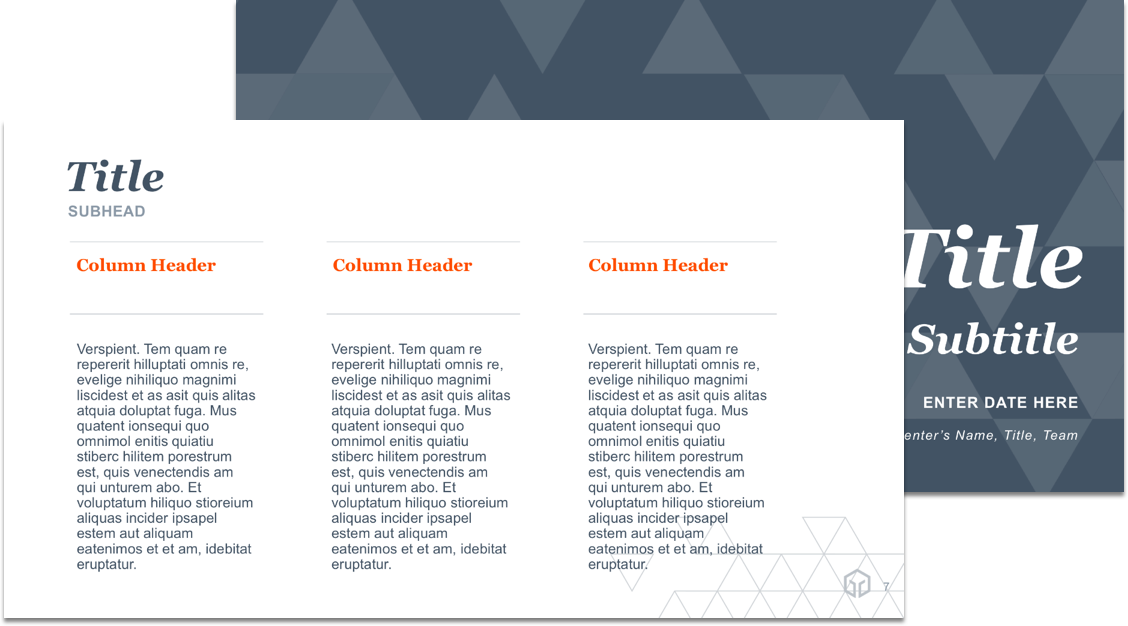 Title
SUBHEAD
Column Header
Verspient. Tem quam re
repererit hilluptati omnis re,
evelige nihiliquo magnimi
liscidest et as asit quis alitas
atquia doluptat fuga. Mus
quatent ionsequi quo
omnimol enitis quiatiu
stiberc hilitem porestrum
est, quis venectendis am
qui unturem abo. Et
voluptatum hiliquo stioreium
aliquas incider ipsapel
estem aut aliquam
eatenimos et et am, idebitat
eruptatur.
Column Header
Verspient. Tem quam re
repererit hilluptati omnis re,
evelige nihiliquo magnimi
liscidest et as asit quis alitas
atquia doluptat fuga. Mus
quatent ionsequi quo
omnimol enitis quiatiu
stiberc hilitem porestrum
est, quis venectendis am
qui unturem abo. Et
voluptatum hiliquo stioreium
aliquas incider ipsapel
estem aut aliquam
eatenimos et et am, idebitat
eruptatur.
Column Header
Verspient. Tem quam re
repererit hilluptati omnis re,
evelige nihiliquo magnimi
liscidest et as asit quis alitas
atquia doluptat fuga. Mus
quatent ionsequi quo
omnimol enitis quiatiu
stiberc hilitem porestrum
est, quis venectendis am
qui unturem abo. Et
voluptatum hiliquo stioreium
aliquas incider ipsapel
estem aut aliquam
eatenimos et et am, idebitat
eruptatur.
7
Title
Subtitle
ENTER DATE HERE
enter’s Name, Title, Team